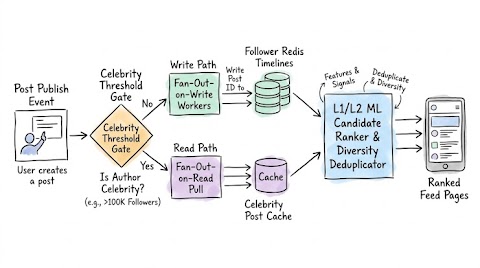 Post Publish
Event
User creates
a post
Celebrity
Threshold
Gate
Celebrity
Threshold
Gate
No
Yes
Is Author
Celebrity?
(e.g., >100K Followers)
Write Path
Fan-Out-
on-Write
Workers
Write
Post
ID to
Follower Redis
Timelines
Read Path
Fan-Out-
on-Read
Pull
Cache
Celebrity
Post Cache
Features &
Signals
Deduplicate
& Diversity
L1/L2 ML
Candidate
Ranker &
Diversity
Deduplicator
Ranked
Feed Pages